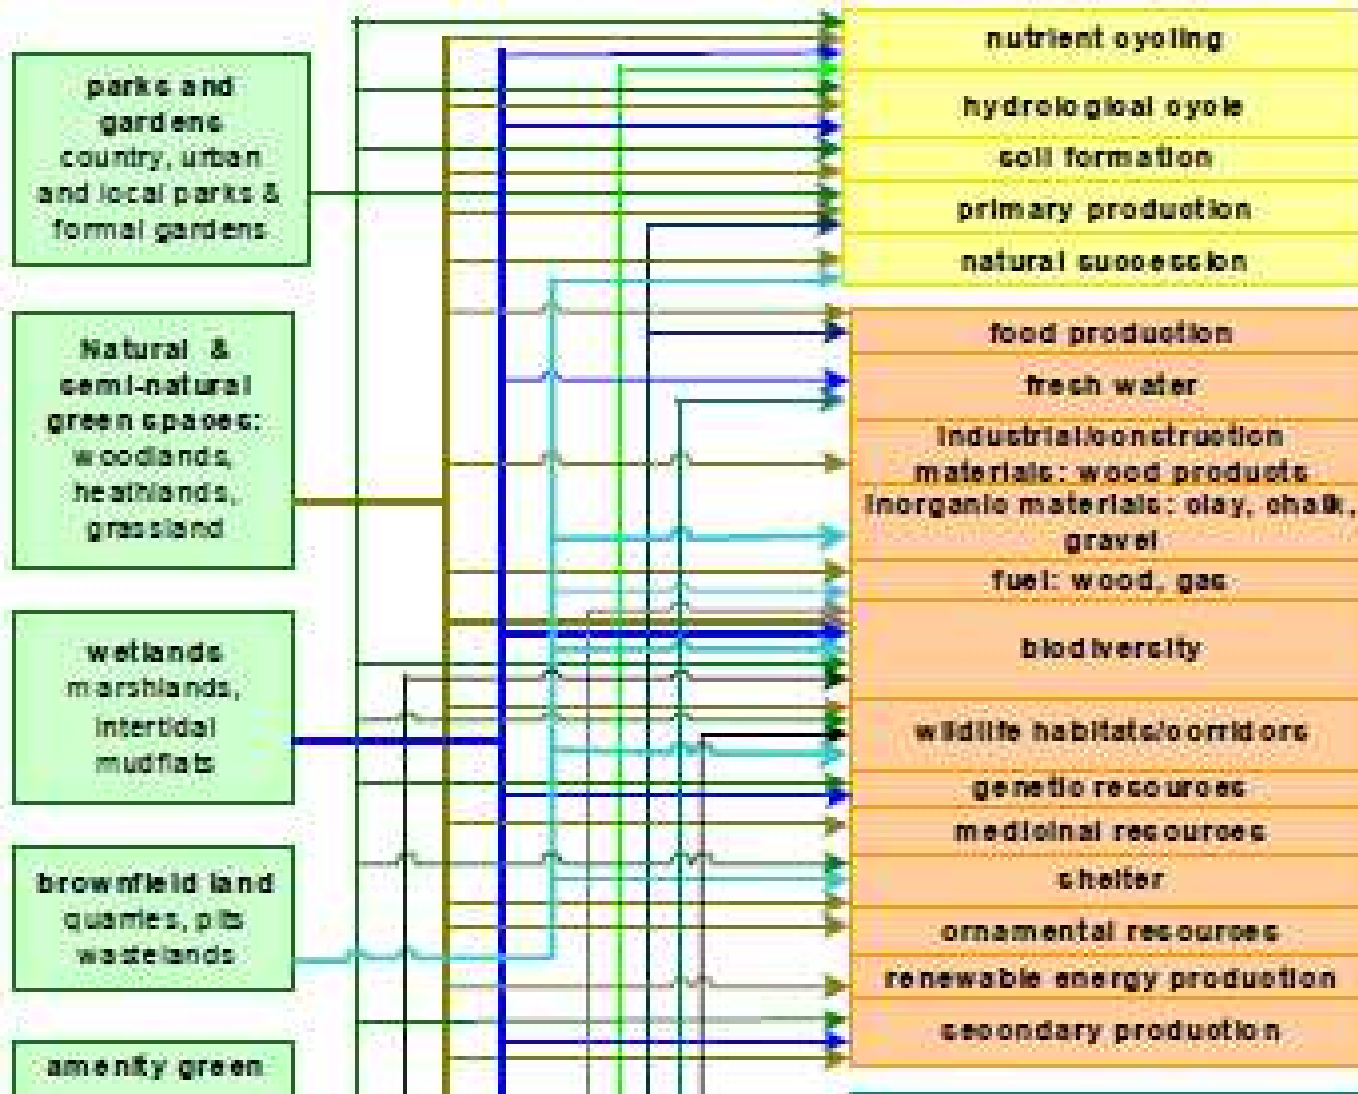 parks and
gardens
country, urban
and local parks &
formal gardens
Natural &
semi-natural
green spaces:
woodlands,
heathlands,
grassland
wetlands
marshlands,
intertidal
mudflats
brownfield land
quarries, pits
wastelands
amenity green
nutrient cycling
hydrological cycle
soil formation
primary production
natural succession
food production
fresh water
industrial/construction
materials: wood products
inorganic materials: clay, chalk,
gravel
fuel: wood, gas
biodiversity
wildlife habitats/corridors
genetic resources
medicinal resources
shelter
ornamental resources
renewable energy production
secondary production